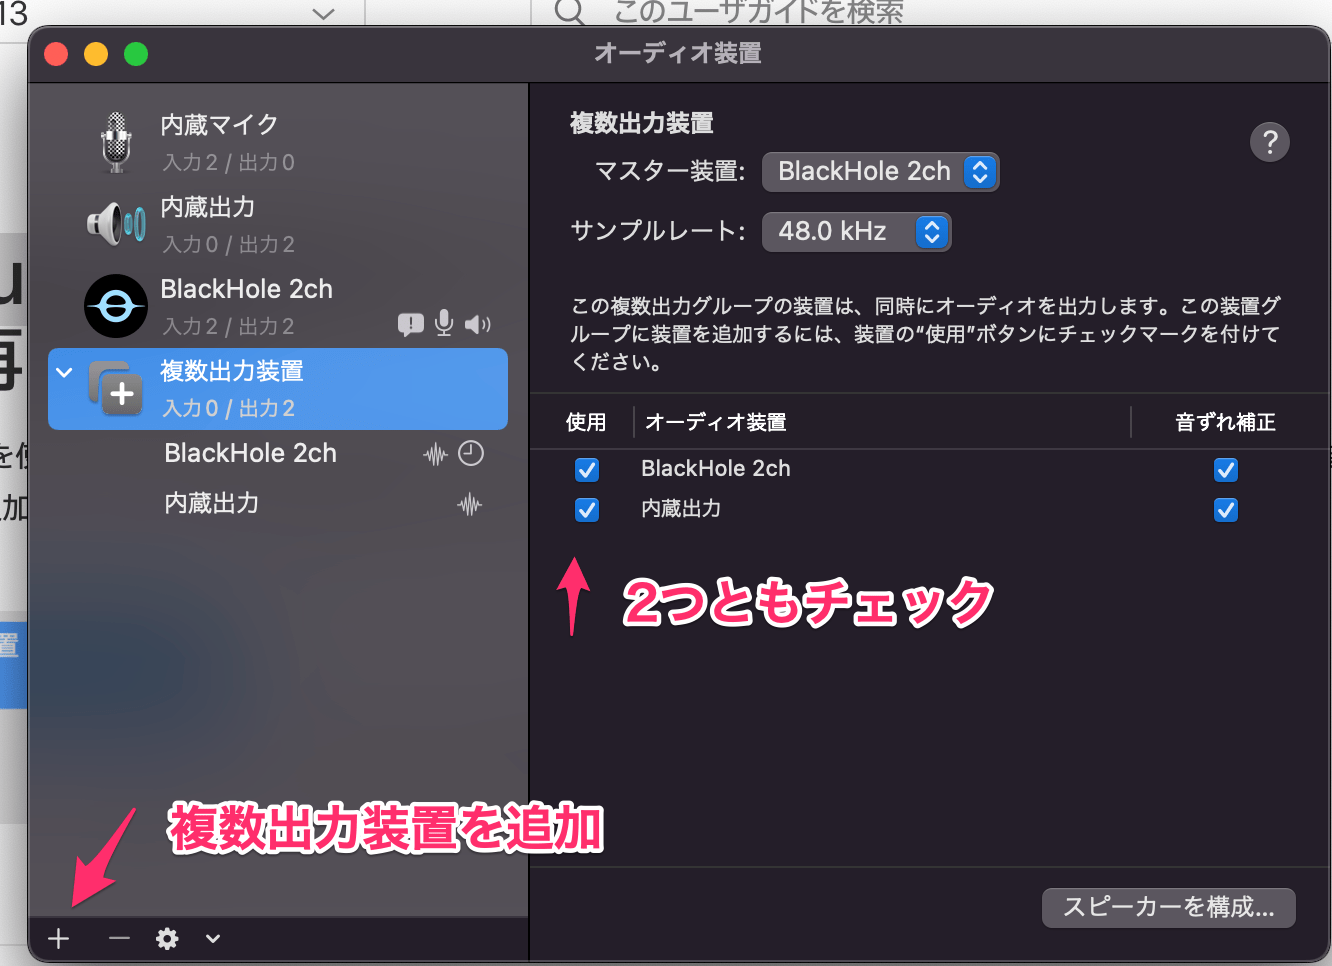 13
このユーザガイドを検索
オーディオ装置
内蔵マイク
入力 2 / 出力 0
内蔵出力
入力 0 / 出力 2
BlackHole 2ch
入力 2 / 出力 2
複数出力装置
入力 0 / 出力 2
BlackHole 2ch
内蔵出力
複数出力装置
?
マスター装置: BlackHole 2ch
サンプルレート: 48.0 kHz
この複数出力グループの装置は、同時にオーディオを出力します。この装置グ
ループに装置を追加するには、装置の“使用”ボタンにチェックマークを付けて
ください。
使用 オーディオ装置 音ずれ補正
BlackHole 2ch
内蔵出力
2つともチェック
複数出力装置を追加
スピーカーを構成...
u
再
を使
加
置